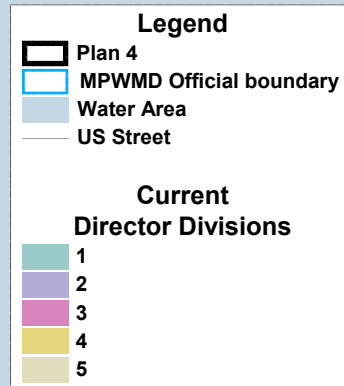 Legend
Plan 4
MPWMD Official boundary
Water Area
US Street
Current
Director Divisions
1
2
3
4
5